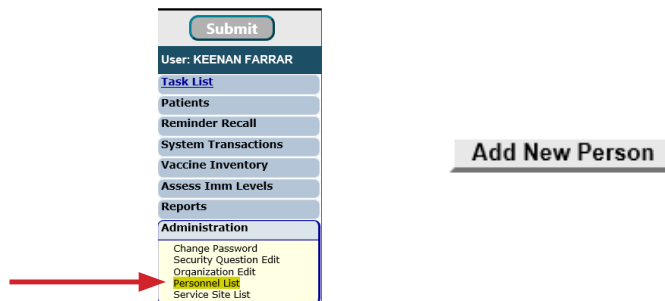 Submit
User: KEENAN FARRAR
Task List
Patients
Reminder Recall
System Transactions
Vaccine Inventory
Assess Imm Levels
Reports
Administration
Change Password
Security Question Edit
Organization Edit
Personnel List
Service Site List
Add New Person